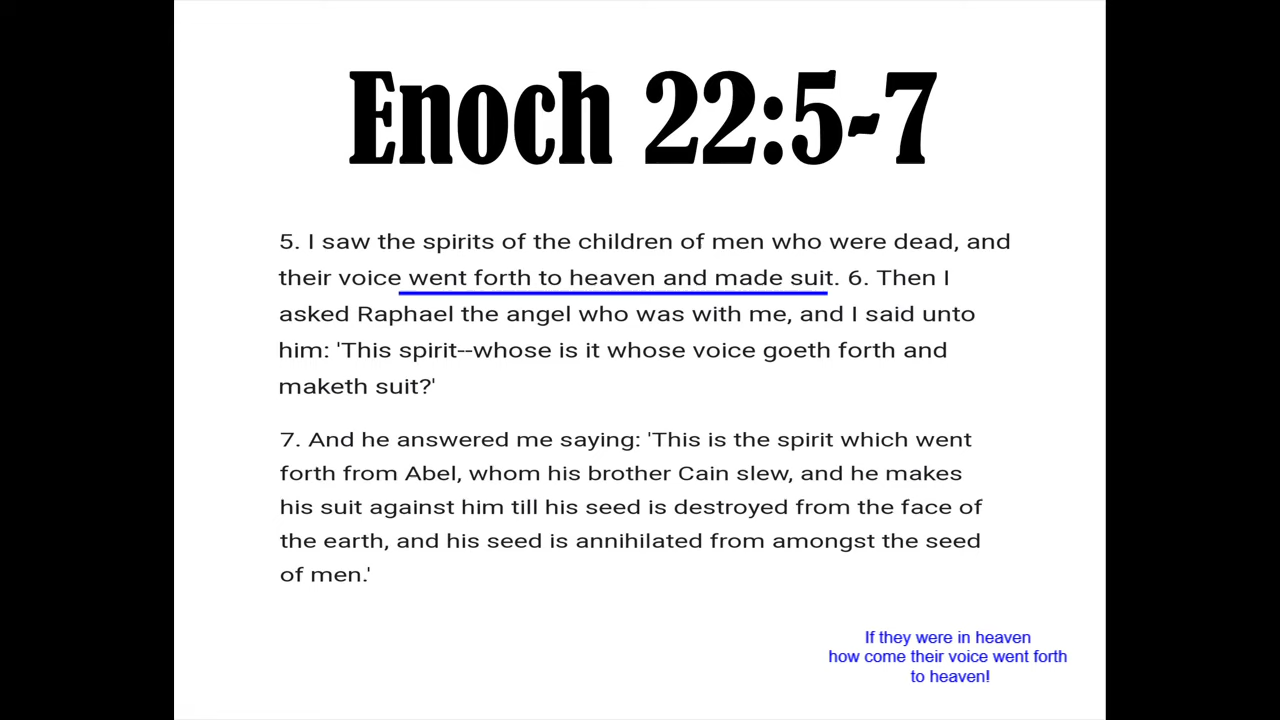 Enoch 22:5-7
5. I saw the spirits of the children of men who were dead, and
their voice went forth to heaven and made suit. 6. Then I
asked Raphael the angel who was with me, and I said unto
him: 'This spirit--whose is it whose voice goeth forth and
maketh suit?'
7. And he answered me saying: 'This is the spirit which went
forth from Abel, whom his brother Cain slew, and he makes
his suit against him till his seed is destroyed from the face of
the earth, and his seed is annihilated from amongst the seed
of men.'
If they were in heaven
how come their voice went forth
to heaven!